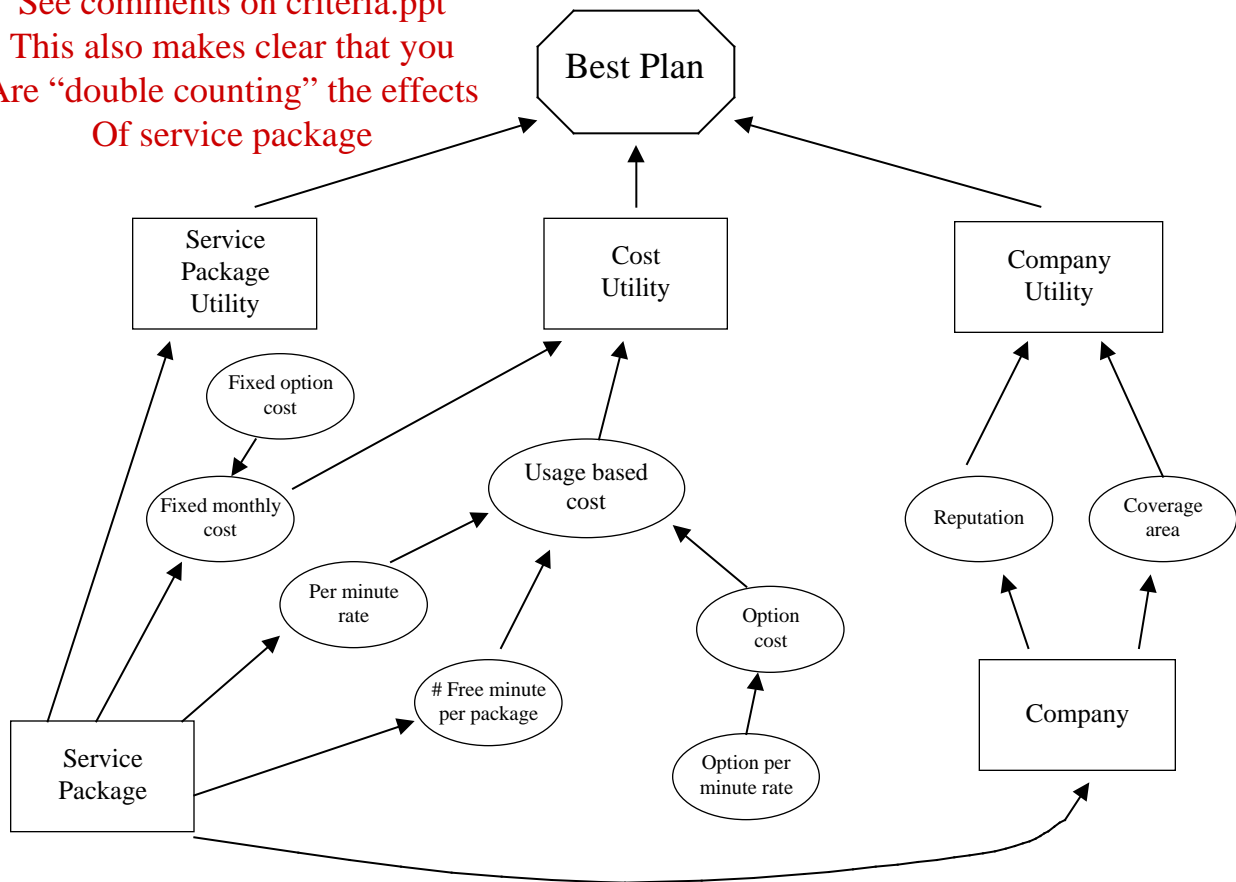 See comments on criteria.ppt
This also makes clear that you
Are “double counting” the effects
Of service package
Best Plan
Service
Package
Utility
Cost
Utility
Company
Utility
Fixed option
cost
Fixed monthly
cost
Usage based
cost
Reputation
Coverage
area
Per minute
rate
Option
cost
# Free minute
per package
Option per
minute rate
Service
Package
Company